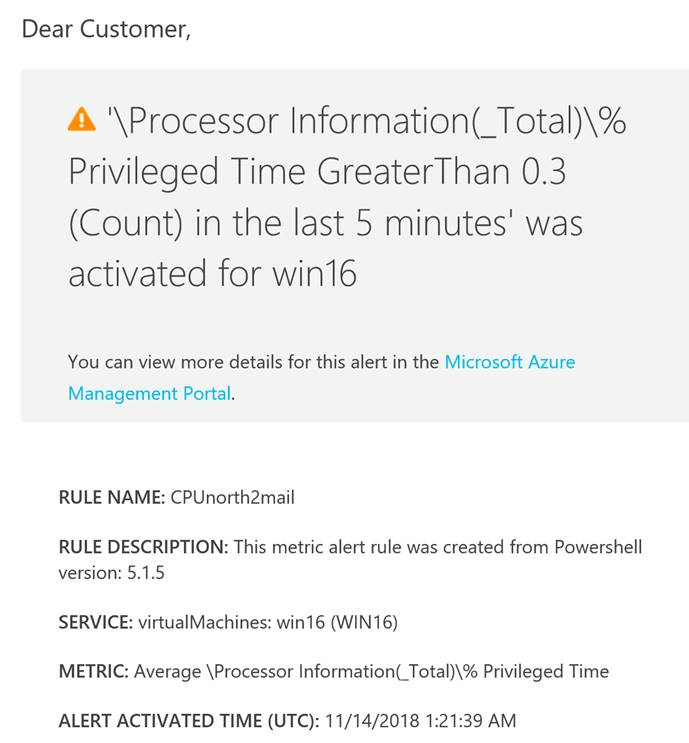 Dear Customer,
'\Processor Information(_Total)\%
Privileged Time GreaterThan 0.3
(Count) in the last 5 minutes' was
activated for win16
You can view more details for this alert in the Microsoft Azure
Management Portal.
RULE NAME: CPUnorth2mail
RULE DESCRIPTION: This metric alert rule was created from Powershell
version: 5.1.5
SERVICE: virtualMachines: win16 (WIN16)
METRIC: Average \Processor Information(_Total)\% Privileged Time
ALERT ACTIVATED TIME (UTC): 11/14/2018 1:21:39 AM